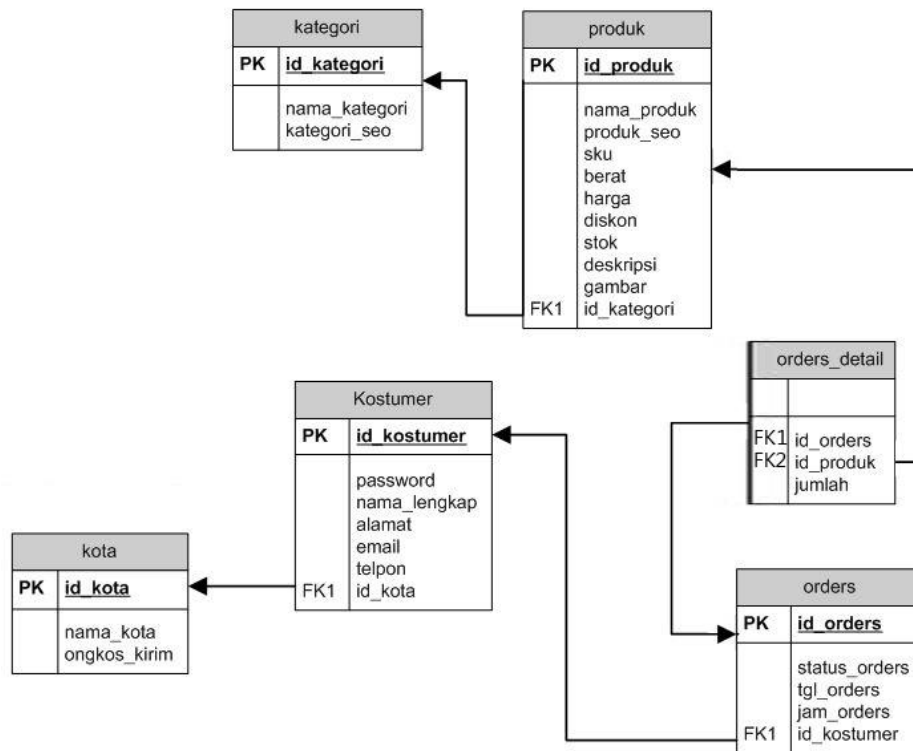 kategori
PK id_kategori
nama_kategori
kategori_seo
produk
PK id_produk
nama_produk
produk_seo
sku
berat
harga
diskon
stok
deskripsi
gambar
FK1 id_kategori
orders_detail
FK1 id_orders
FK2 id_produk
jumlah
Kostumer
PK id_kostumer
password
nama_lengkap
alamat
email
telpon
FK1 id_kota
kota
PK id_kota
nama_kota
ongkos_kirim
orders
PK id_orders
status_orders
tgl_orders
jam_orders
FK1 id_kostumer